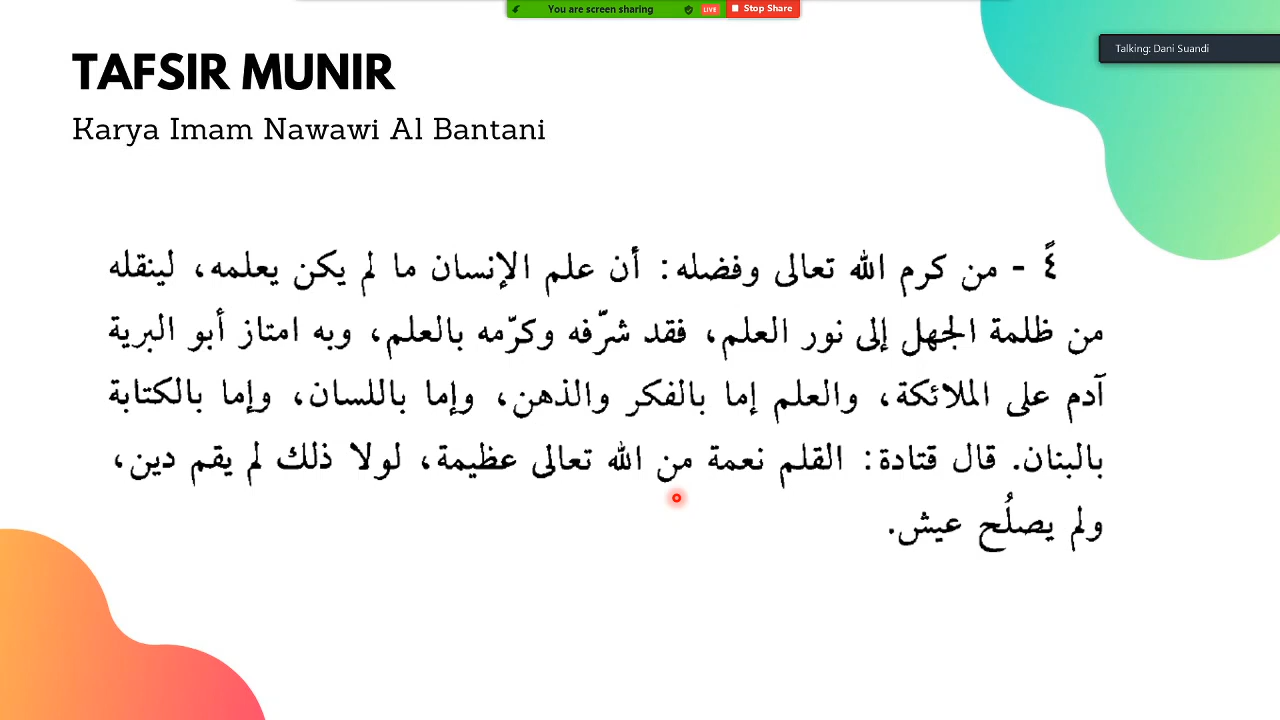 You are screen sharing LIVE Stop Share
Talking: Dani Suandi
TAFSIR MUNIR
Karya Imam Nawawi Al Bantani
٤ً - من كرم الله تعالى وفضله: أن علم الإنسان ما لم يكن يعلمه، لينقله
من ظلمة الجهل إلى نور العلم، فقد شرّفه وكرّمه بالعلم، وبه امتاز أبو البرية
آدم على الملائكة، والعلم إما بالفكر والذهن، وإما باللسان، وإما بالكتابة
بالبنان. قال قتادة: القلم نعمة من الله تعالى عظيمة، لولا ذلك لم يقم دين،
ولم يصلُح عيش.